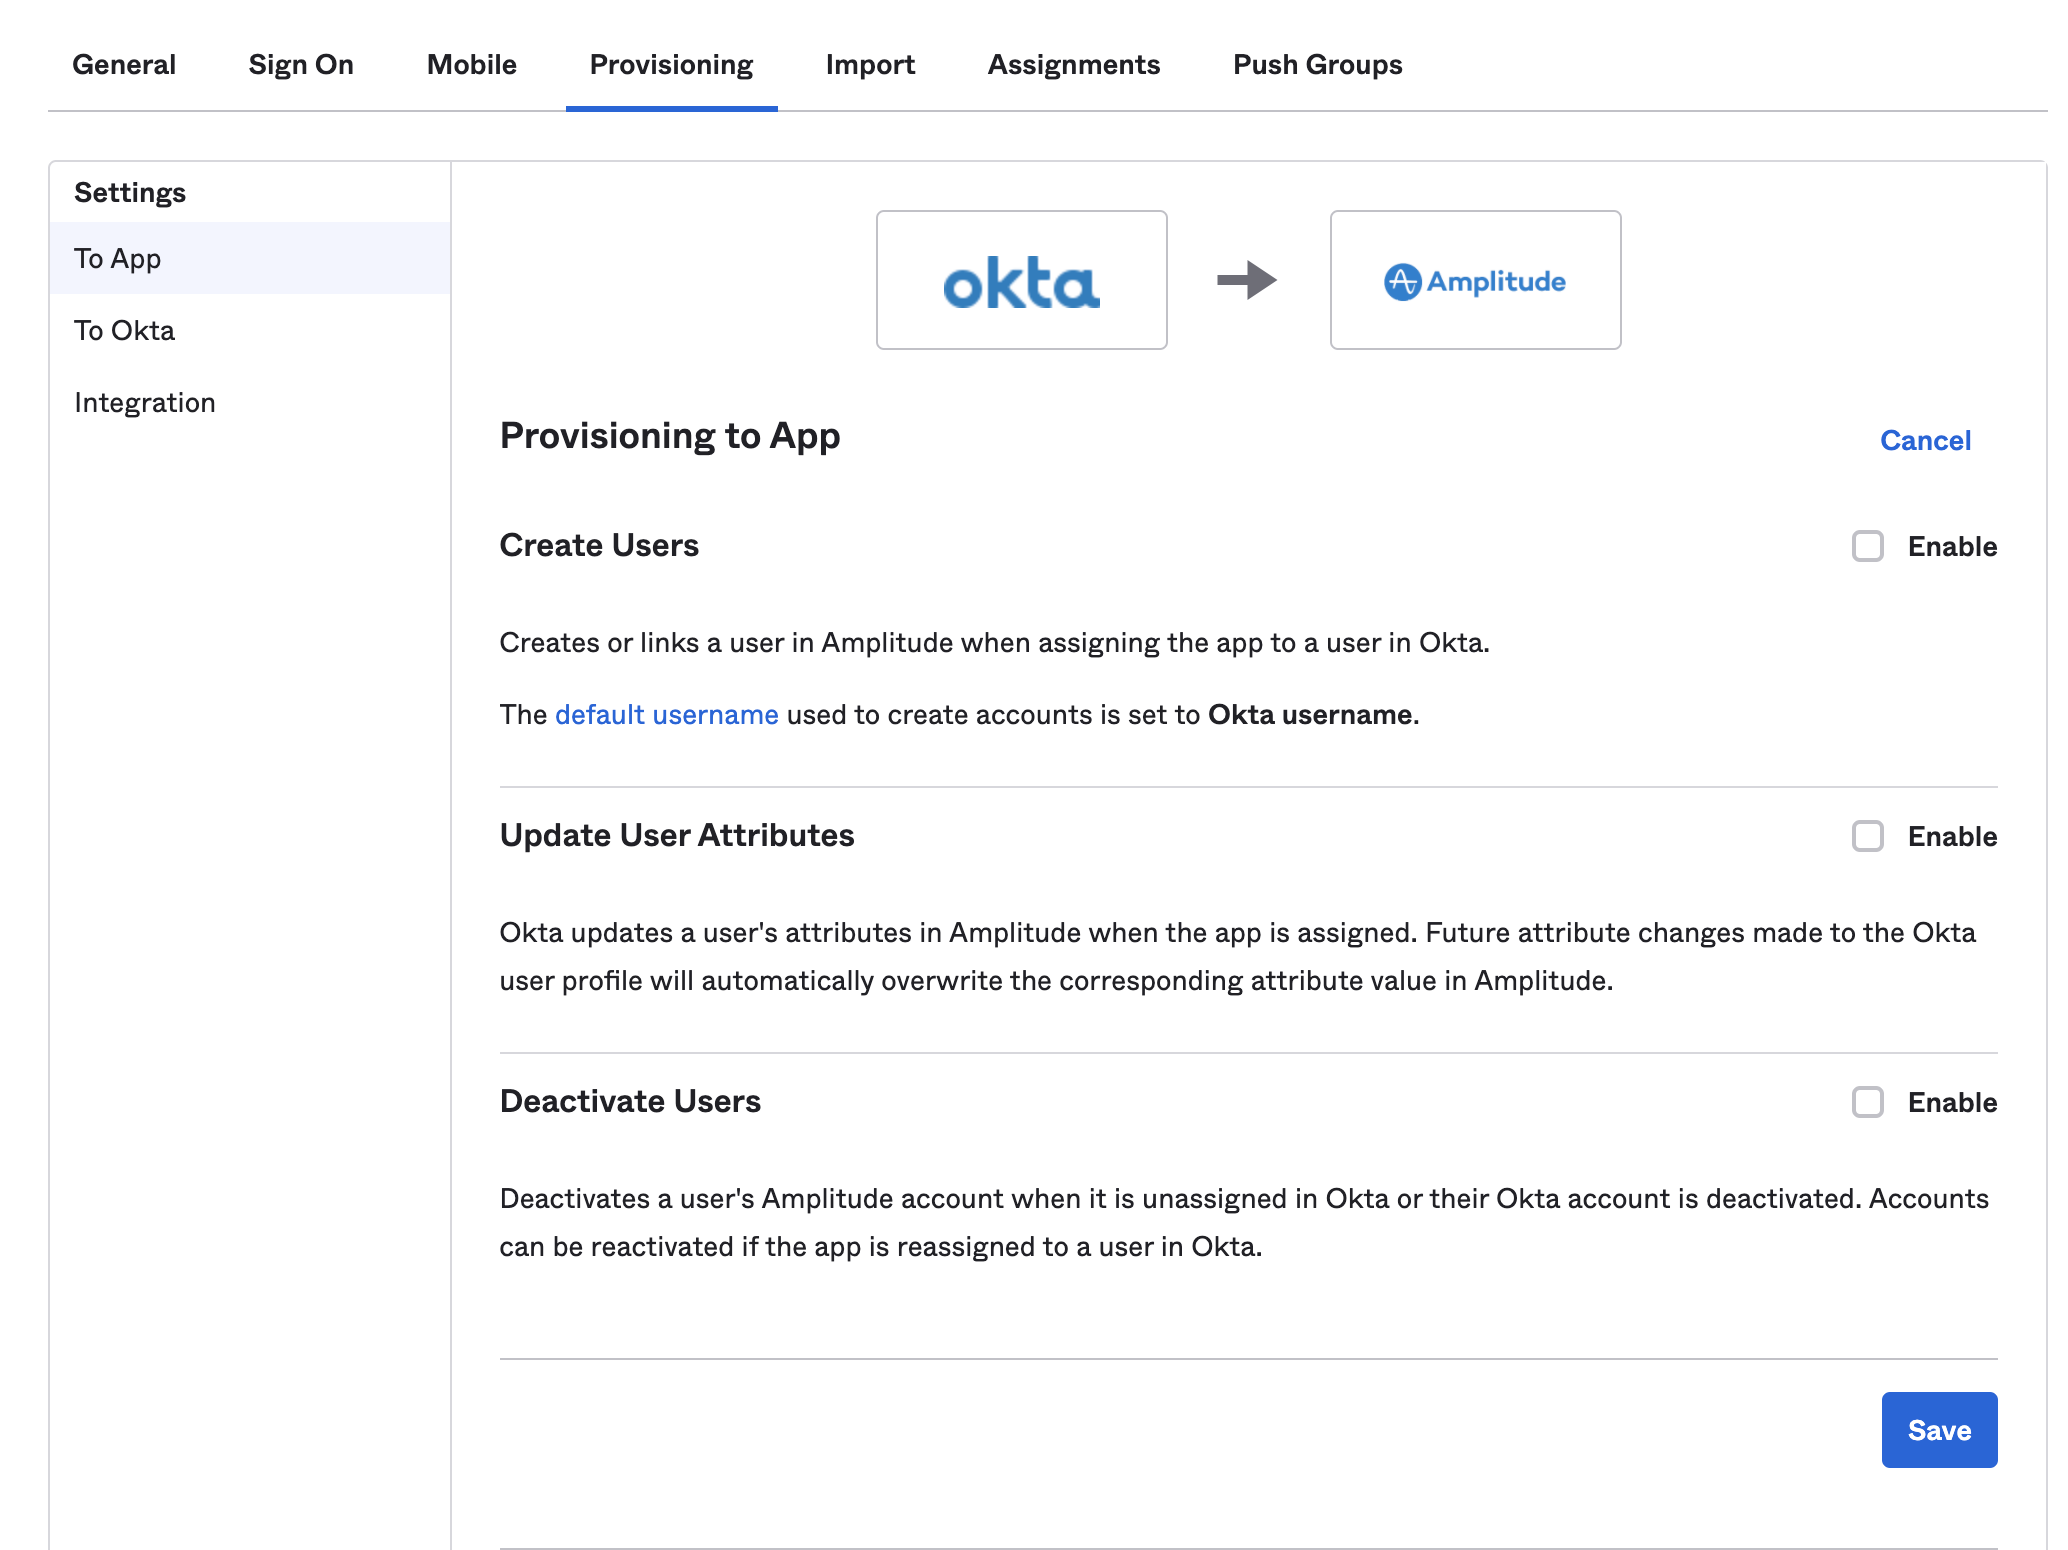 General Sign On Mobile Provisioning Import Assignments Push Groups
Settings
To App
To Okta
Integration
okta Amplitude
Provisioning to App Cancel
Create Users Enable
Creates or links a user in Amplitude when assigning the app to a user in Okta.
The default username used to create accounts is set to Okta username.
Update User Attributes Enable
Okta updates a user's attributes in Amplitude when the app is assigned. Future attribute changes made to the Okta
user profile will automatically overwrite the corresponding attribute value in Amplitude.
Deactivate Users Enable
Deactivates a user's Amplitude account when it is unassigned in Okta or their Okta account is deactivated. Accounts
can be reactivated if the app is reassigned to a user in Okta.
Save